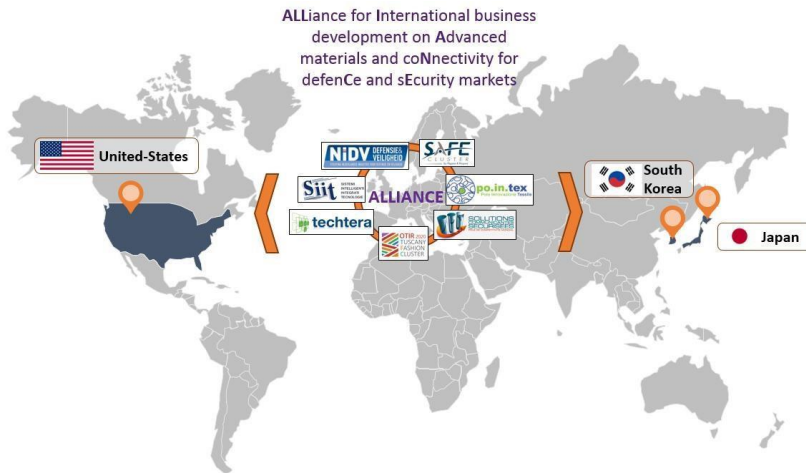 ALLiance for International business
development on Advanced
materials and coNnectivity for
defenCe and sEcurity markets
United-States
NiDV DEFENSIE & VEILIGHEID
SAFE
CLUSTER
Siit
po.in.tex
ALLIANCE
techtera
SOLUTIONS
OTIR 2020
TUSCANY
FASHION
CLUSTER
South
Korea
Japan